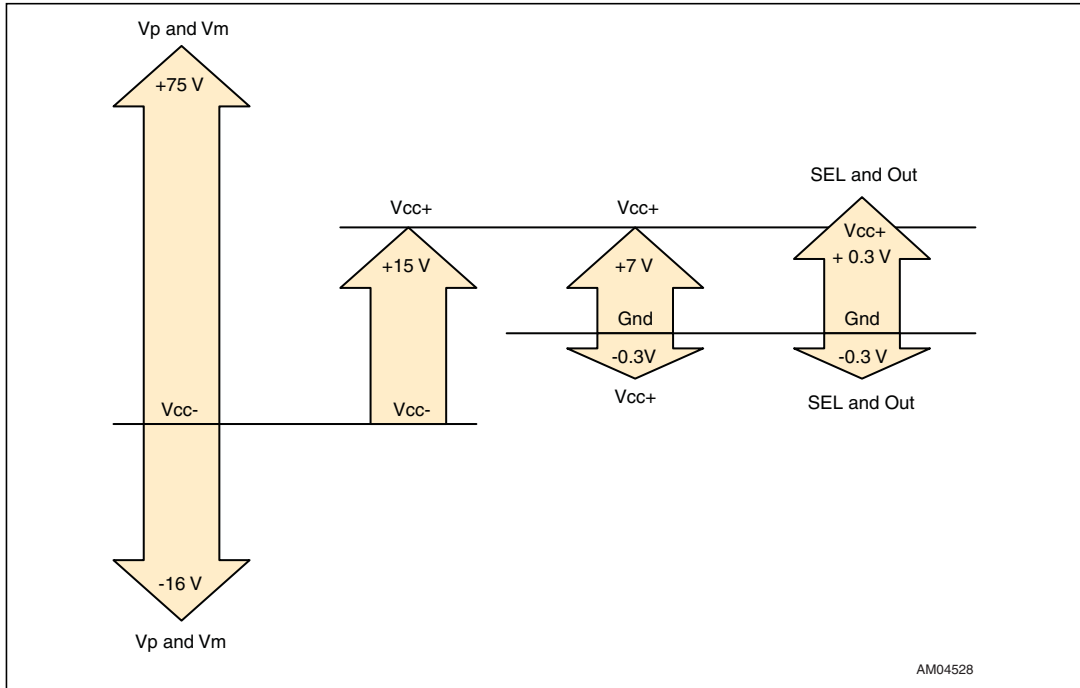 Vp and Vm
+75 V
Vcc-
-16 V
Vp and Vm
Vcc+
+15 V
Vcc-
Vcc+
+7 V
Gnd
-0.3V
Vcc+
SEL and Out
Vcc+
+ 0.3 V
Gnd
-0.3 V
SEL and Out
AM04528